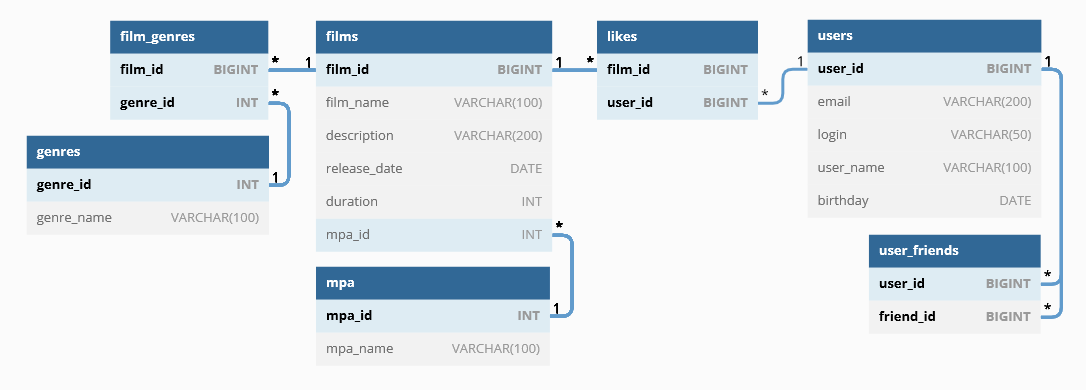 film_genres
film_id BIGINT
genre_id INT
* 1
*
genres
genre_id INT
1
genre_name VARCHAR(100)
films
film_id BIGINT
film_name VARCHAR(100)
description VARCHAR(200)
release_date DATE
duration INT
mpa_id INT
1 *
*
mpa
mpa_id INT
1
mpa_name VARCHAR(100)
likes
film_id BIGINT
user_id BIGINT
* 1
users
user_id BIGINT
1
email VARCHAR(200)
login VARCHAR(50)
user_name VARCHAR(100)
birthday DATE
user_friends
user_id BIGINT
*
friend_id BIGINT
*